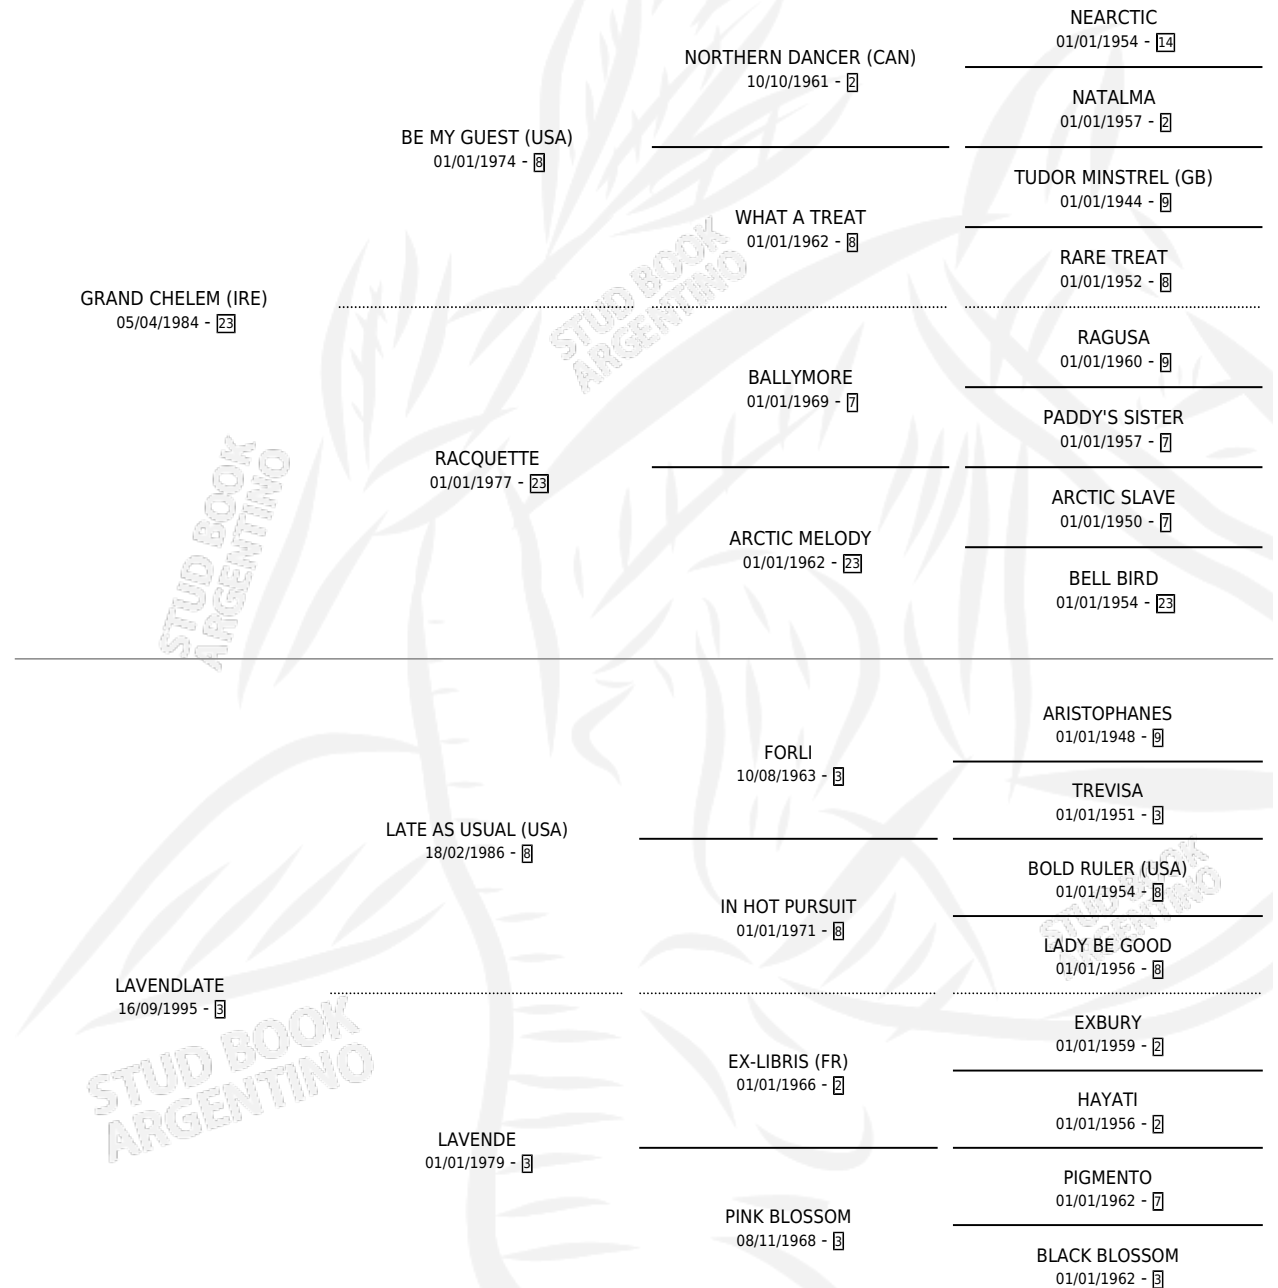 NEARCTIC
01/01/1954 - 14
NORTHERN DANCER (CAN)
10/10/1961 - 2
NATALMA
01/01/1957 - 2
BE MY GUEST (USA)
01/01/1974 - 8
TUDOR MINSTREL (GB)
01/01/1944 - 9
WHAT A TREAT
01/01/1962 - 8
RARE TREAT
01/01/1952 - 8
GRAND CHELEM (IRE)
05/04/1984 - 23
RAGUSA
01/01/1960 - 9
BALLYMORE
01/01/1969 - 7
PADDY'S SISTER
01/01/1957 - 7
RACQUETTE
01/01/1977 - 23
ARCTIC SLAVE
01/01/1950 - 7
ARCTIC MELODY
01/01/1962 - 23
BELL BIRD
01/01/1954 - 23
STUD BOOK
ARGENTINO
STUD BOOK
ARGENTINO
ARISTOPHANES
01/01/1948 - 9
FORLI
10/08/1963 - 3
TREVISA
01/01/1951 - 3
LATE AS USUAL (USA)
18/02/1986 - 8
BOLD RULER (USA)
01/01/1954 - 8
IN HOT PURSUIT
01/01/1971 - 8
LADY BE GOOD
01/01/1956 - 8
LAVENDLATE
16/09/1995 - 3
EXBURY
01/01/1959 - 2
EX-LIBRIS (FR)
01/01/1966 - 2
HAYATI
01/01/1956 - 2
LAVENDE
01/01/1979 - 3
PIGMENTO
01/01/1962 - 7
PINK BLOSSOM
08/11/1968 - 3
BLACK BLOSSOM
01/01/1962 - 3
STUD BOOK
ARGENTINO
STUD BOOK
ARGENTINO